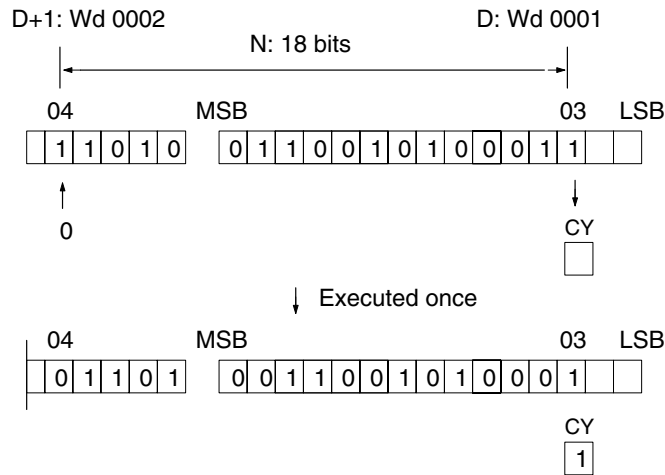 D+1: Wd 0002 D: Wd 0001
N: 18 bits
04 MSB 03 LSB
1 1 0 1 0 0 1 1 0 0 1 0 1 0 0 0 1 1 1
0
CY
Executed once
04 MSB 03 LSB
0 1 1 0 1 0 0 1 1 0 0 1 0 1 0 0 0 1
CY
1